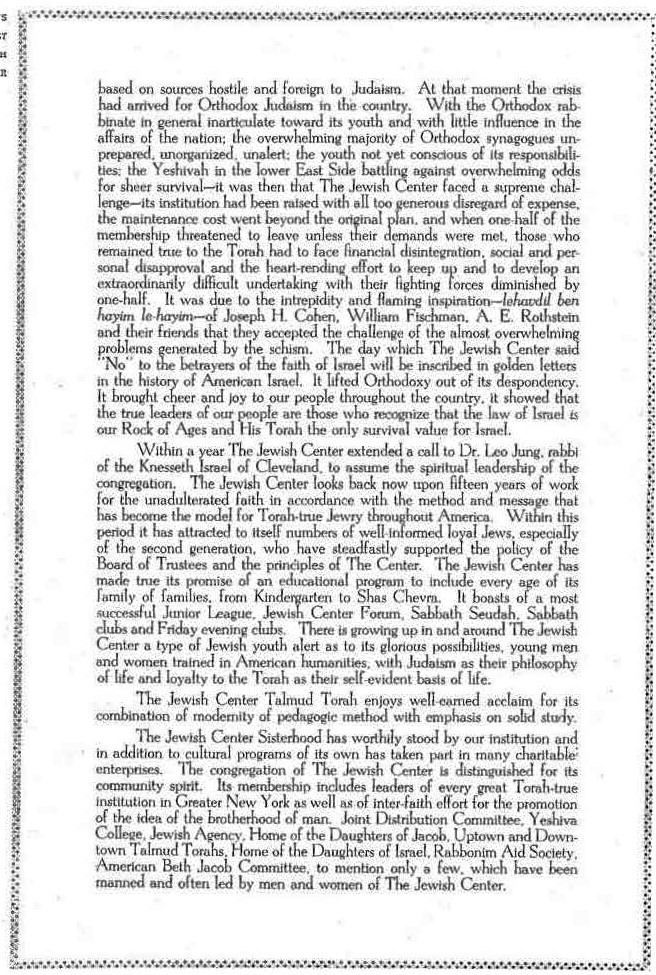 S
ST
H
R
based on sources hostile and foreign to Judaism. At that moment the crisis
had arrived for Orthodox Judaism in the country. With the Orthodox rab-
binate in general inarticulate toward its youth and with little influence in the
affairs of the nation; the overwhelming majority of Orthodox synagogues un-
prepared, unorganized, unalert; the youth not yet conscious of its responsibili-
ties; the Yeshivah in the lower East Side battling against overwhelming odds
for sheer survival—it was then that The Jewish Center faced a supreme chal-
lenge—its institution had been raised with all too generous disregard of expense,
the maintenance cost went beyond the original plan, and when one-half of the
membership threatened to leave unless their demands were met, those who
remained true to the Torah had to face financial disintegration, social and per-
sonal disapproval and the heart-rending effort to keep up and to develop an
extraordinarily difficult undertaking with their fighting forces diminished by
one-half. It was due to the intrepidity and flaming inspiration—lehavdil ben
hayim le-hayim—of Joseph H. Cohen, William Fischman, A. E. Rothstein
and their friends that they accepted the challenge of the almost overwhelming
problems generated by the schism. The day which The Jewish Center said
"No" to the betrayers of the faith of Israel will be inscribed in golden letters
in the history of American Israel. It lifted Orthodoxy out of its despondency.
It brought cheer and joy to our people throughout the country, it showed that
the true leaders of our people are those who recognize that the law of Israel is
our Rock of Ages and His Torah the only survival value for Israel.
Within a year The Jewish Center extended a call to Dr. Leo Jung, rabbi
of the Knesseth Israel of Cleveland, to assume the spiritual leadership of the
congregation. The Jewish Center looks back now upon fifteen years of work
for the unadulterated faith in accordance with the method and message that
has become the model for Torah-true Jewry throughout America. Within this
period it has attracted to itself numbers of well-informed loyal Jews, especially
of the second generation, who have steadfastly supported the policy of the
Board of Trustees and the principles of The Center. The Jewish Center has
made true its promise of an educational program to include every age of its
family of families, from Kindergarten to Shas Chevra. It boasts of a most
successful Junior League, Jewish Center Forum, Sabbath Seudah, Sabbath
clubs and Friday evening clubs. There is growing up in and around The Jewish
Center a type of Jewish youth alert as to its glorious possibilities, young men
and women trained in American humanities, with Judaism as their philosophy
of life and loyalty to the Torah as their self-evident basis of life.
The Jewish Center Talmud Torah enjoys well-earned acclaim for its
combination of modernity of pedagogic method with emphasis on solid study.
The Jewish Center Sisterhood has worthily stood by our institution and
in addition to cultural programs of its own has taken part in many charitable
enterprises. The congregation of The Jewish Center is distinguished for its
community spirit. Its membership includes leaders of every great Torah-true
institution in Greater New York as well as of inter-faith effort for the promotion
of the idea of the brotherhood of man. Joint Distribution Committee, Yeshiva
College, Jewish Agency, Home of the Daughters of Jacob, Uptown and Down-
town Talmud Torahs, Home of the Daughters of Israel, Rabbonim Aid Society,
American Beth Jacob Committee, to mention only a few, which have been
manned and often led by men and women of The Jewish Center.